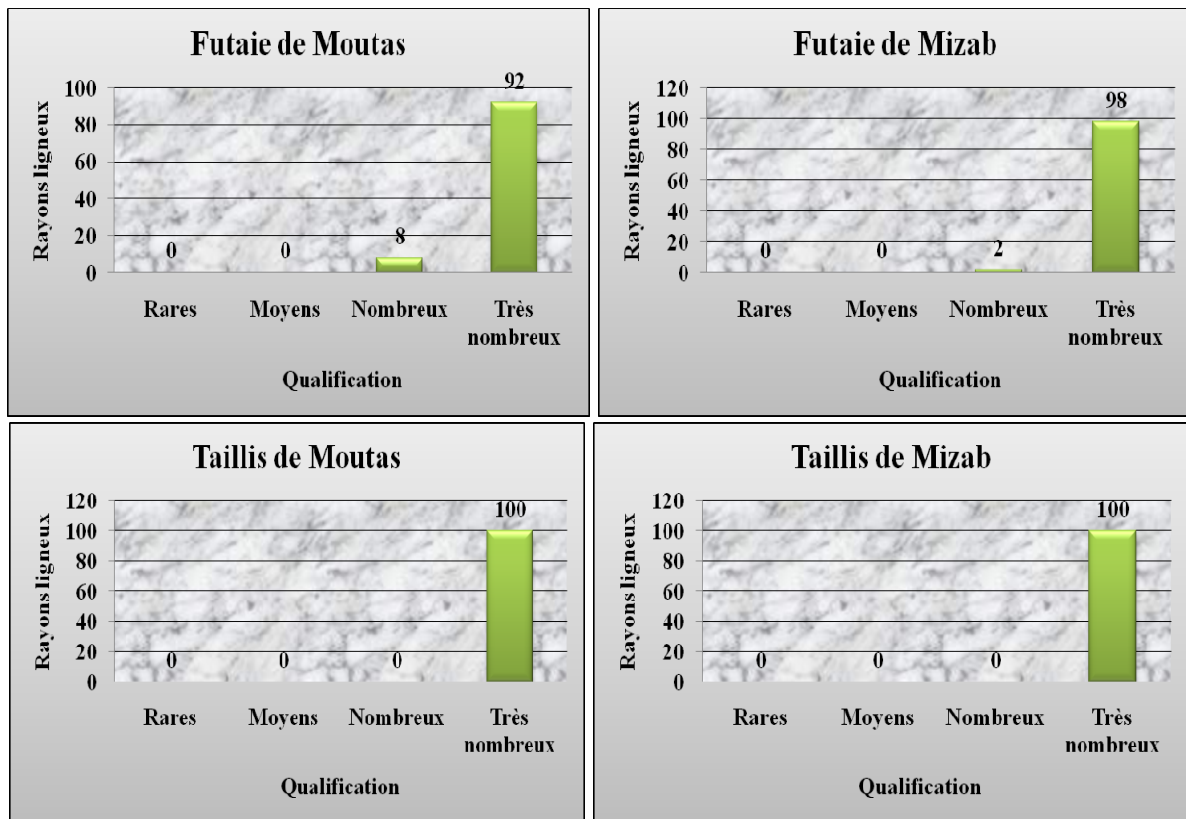 Futaie de Moutas
Rayons ligneux
100
80
60
40
20
0
0
0
8
92
Rares
Moyens
Nombreux
Très
nombreux
Qualification
Futaie de Mizab
Rayons ligneux
120
100
80
60
40
20
0
0
0
2
98
Rares
Moyens
Nombreux
Très
nombreux
Qualification
Taillis de Moutas
Rayons ligneux
120
100
80
60
40
20
0
0
0
0
100
Rares
Moyens
Nombreux
Très
nombreux
Qualification
Taillis de Mizab
Rayons ligneux
120
100
80
60
40
20
0
0
0
0
100
Rares
Moyens
Nombreux
Très
nombreux
Qualification